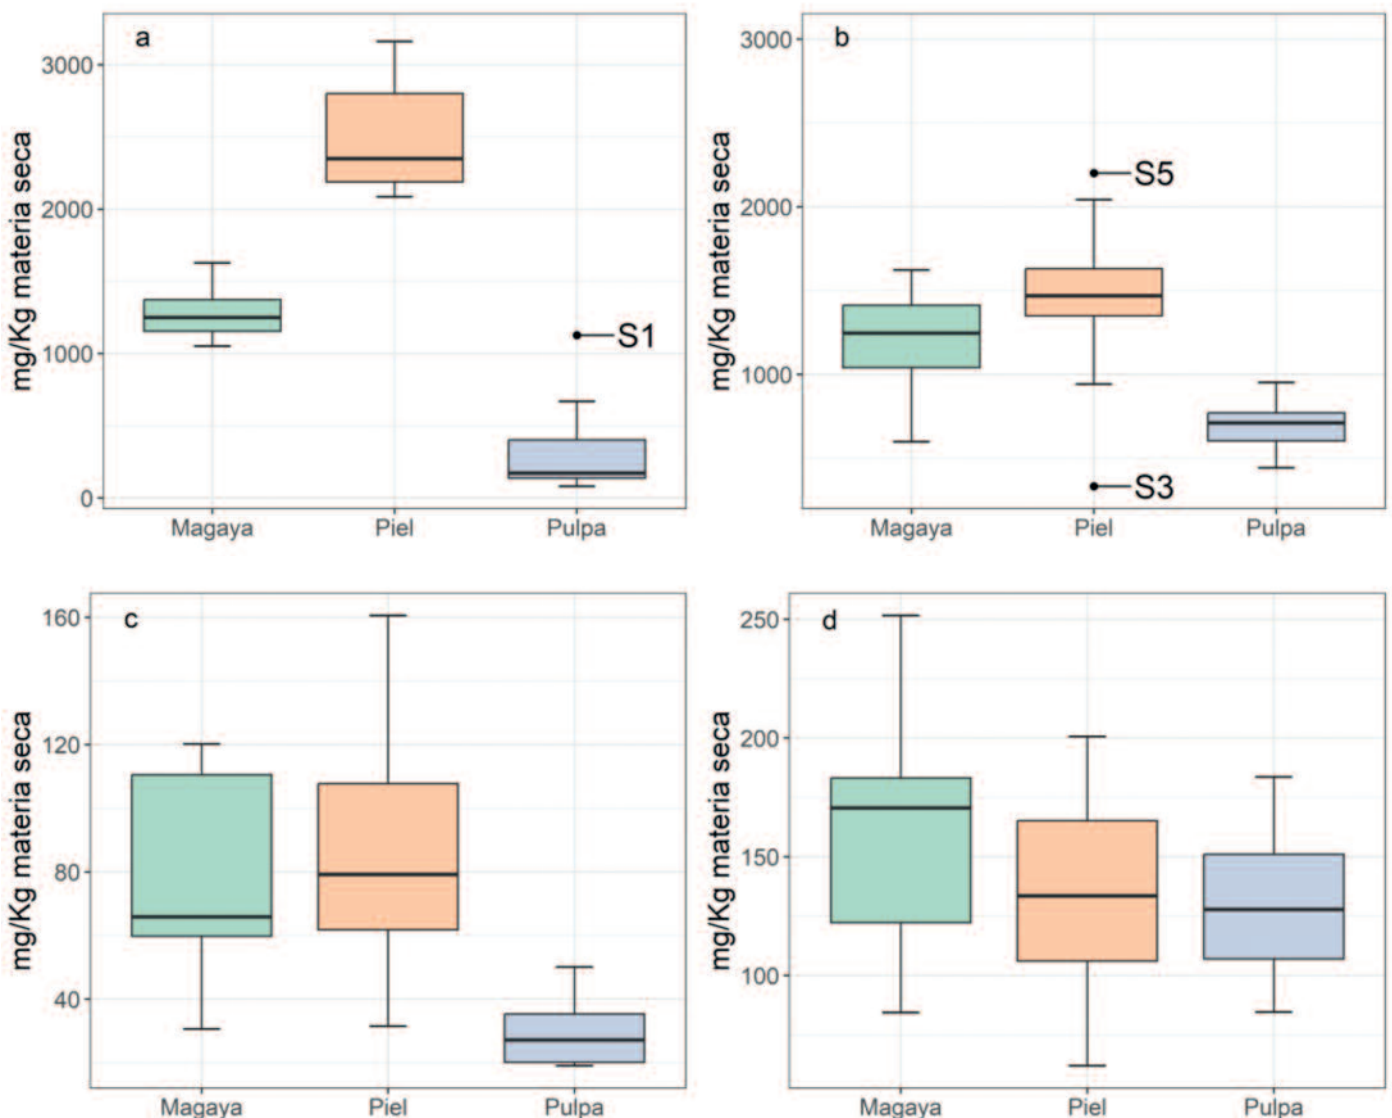 a
mg/Kg materia seca
3000
2000
1000
0
S1
Magaya Piel Pulpa
b
mg/Kg materia seca
3000
2000
1000
S5
S3
Magaya Piel Pulpa
c
mg/Kg materia seca
160
120
80
40
Magaya Piel Pulpa
d
mg/Kg materia seca
250
200
150
100
Magaya Piel Pulpa